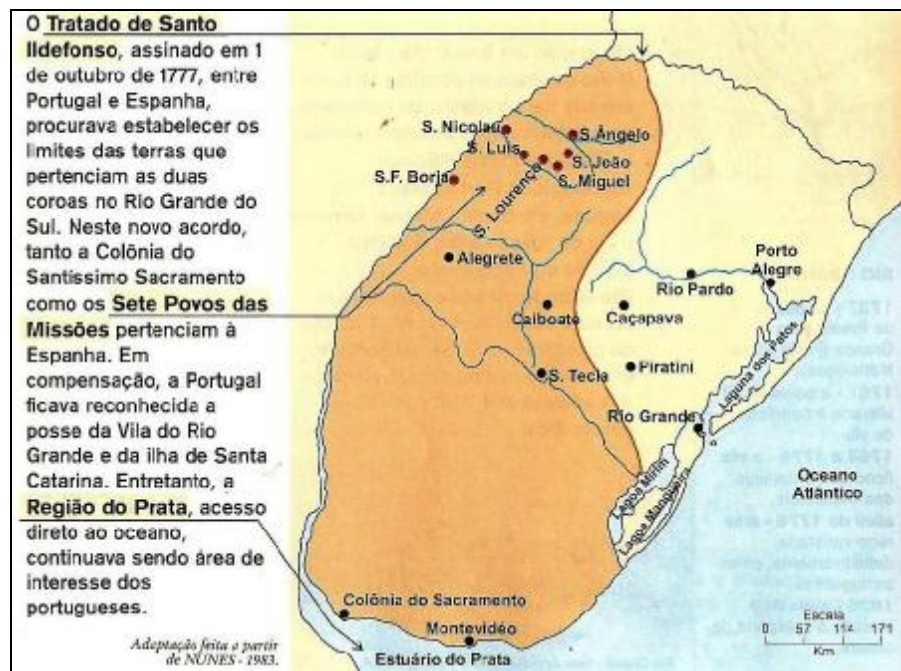 O Tratado de Santo
Ildefonso, assinado em 1
de outubro de 1777, entre
Portugal e Espanha,
procurava estabelecer os
limites das terras que
pertenciam as duas
coroas no Rio Grande do
Sul. Neste novo acordo,
tanto a Colônia do
Santíssimo Sacramento
como os Sete Povos das
Missões pertenciam à
Espanha. Em
compensação, a Portugal
ficava reconhecida a
posse da Vila do Rio
Grande e da ilha de Santa
Catarina. Entretanto, a
Região do Prata, acesso
direto ao oceano,
continuava sendo área de
interesse dos
portugueses.
Adaptação feita a partir
de NUNES - 1983.
S. Nicolau
S. Ângelo
S. Luis
S. João
S. Lourenço
S. Miguel
S.F. Borja
Alegrete
Porto
Alegre
Rio Pardo
Caiboate
Caçapava
S. Tecla
Piratini
Laguna dos Patos
Rio Grande
Lagoa Mirim
Lagoa Mangueira
Oceano
Atlântico
Colônia do Sacramento
Montevidéo
Estuário do Prata
Escala
0 57 114 171
Km